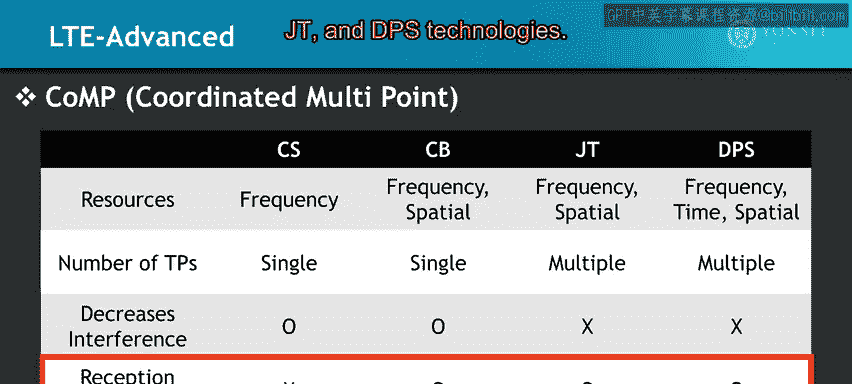 LTE-Advanced
JT, and DPS technologies.
❖ CoMP (Coordinated Multi Point)
CS CB JT DPS
Resources Frequency Frequency, Spatial Frequency, Spatial Frequency, Time, Spatial
Number of TPs Single Single Multiple Multiple
Decreases Interference O O X X
Reception